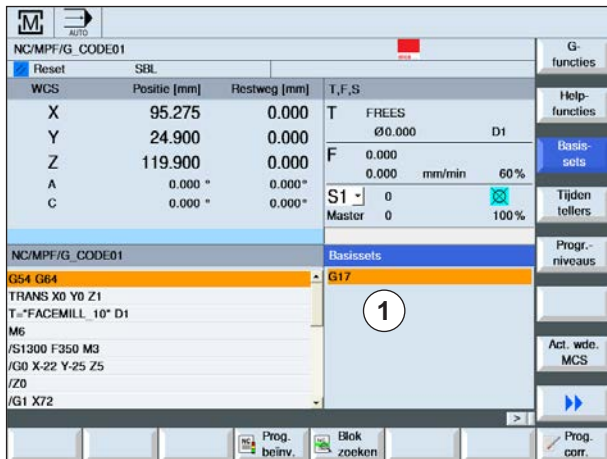 M
AUTO
NC/MPF/G_CODE01
Reset SBL
WCS Positie [mm] Restweg [mm]
X 95.275 0.000
Y 24.900 0.000
Z 119.900 0.000
A 0.000 ° 0.000°
C 0.000 ° 0.000°
T,F,S
T FREES
Ø0.000 D1
F 0.000
0.000 mm/min 60%
S1 0
Master 0 100%
NC/MPF/G_CODE01
G54 G64
TRANS X0 Y0 Z1
T="FACEMILL_10" D1
M6
/S1300 F350 M3
/G0 X-22 Y-25 Z5
/Z0
/G1 X72
Basissets
G17
1
G-
functies
Help-
functies
Basis-
sets
Tijden
tellers
Progr.-
niveaus
Act. wde.
MCS
>
NC Prog.
beïnv.
NC Blok
zoeken
Prog.
corr.